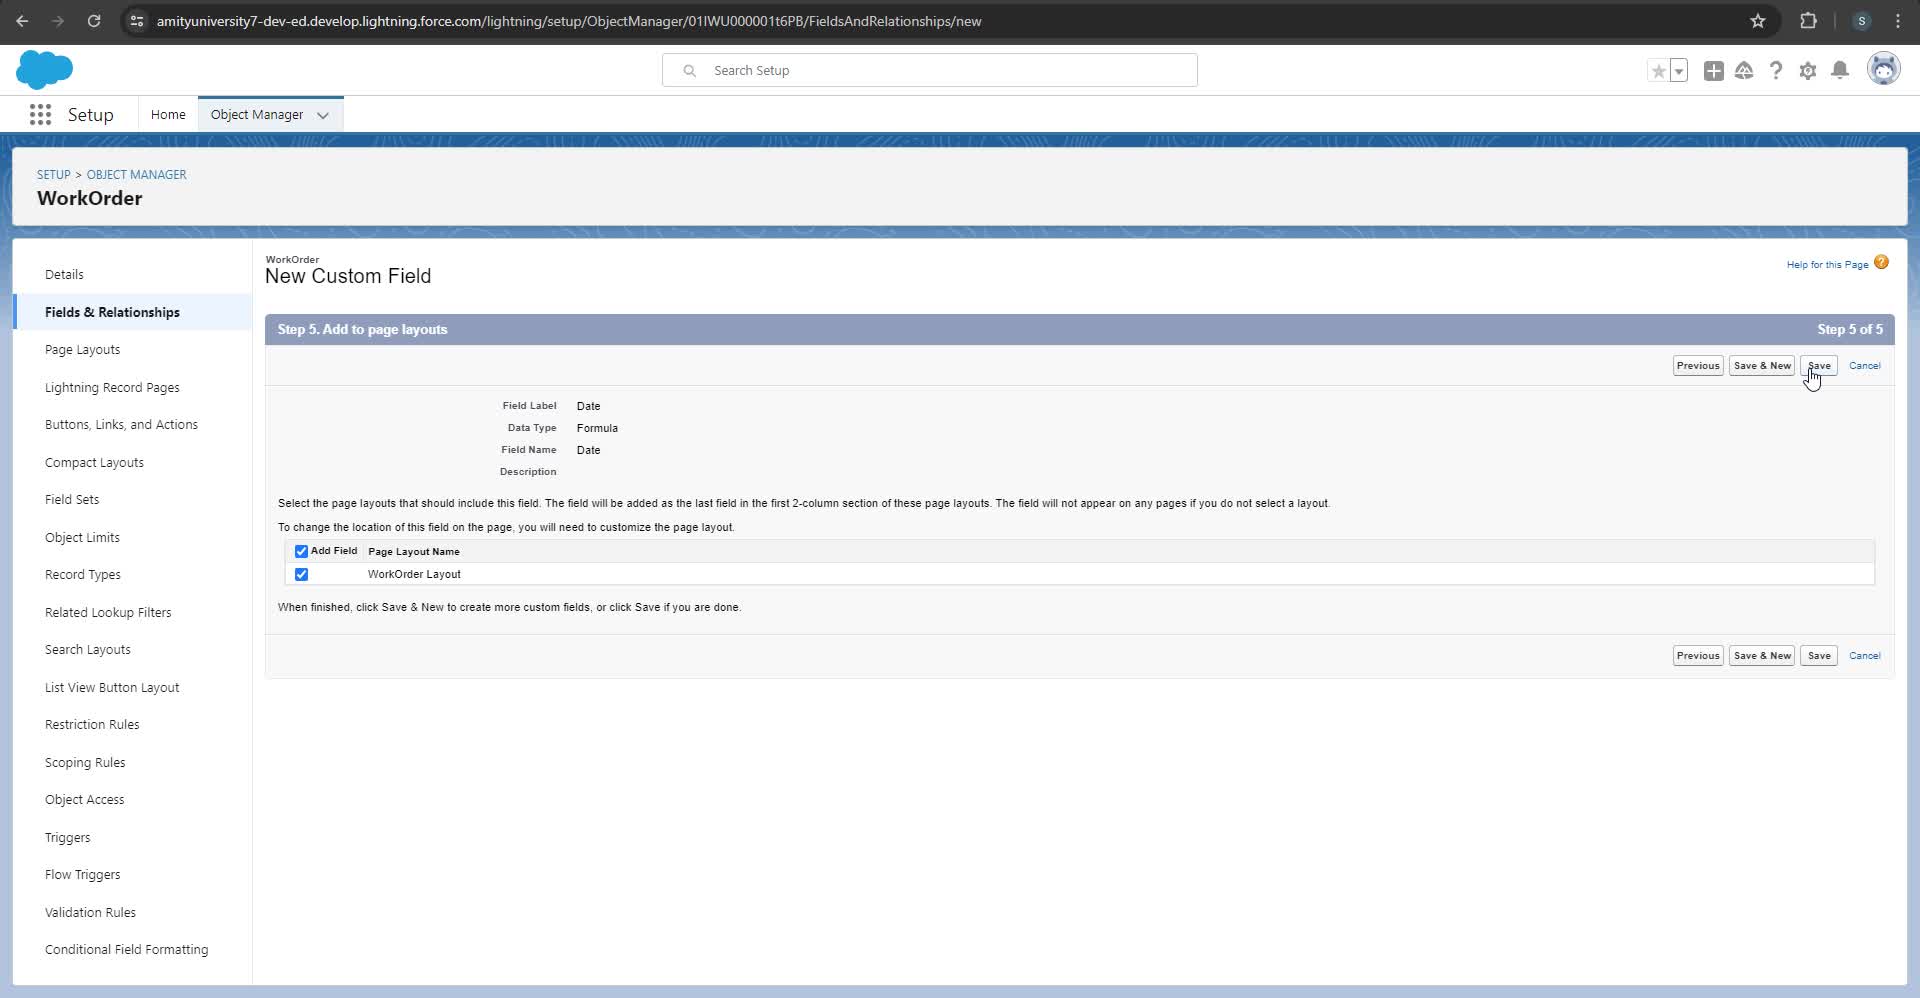 amityuniversity7-dev-ed.develop.lightning.force.com/lightning/setup/ObjectManager/01IWU000001t6PB/FieldsAndRelationships/new
S
Search Setup
Setup
Home
Object Manager
SETUP > OBJECT MANAGER
WorkOrder
Details
Fields & Relationships
Page Layouts
Lightning Record Pages
Buttons, Links, and Actions
Compact Layouts
Field Sets
Object Limits
Record Types
Related Lookup Filters
Search Layouts
List View Button Layout
Restriction Rules
Scoping Rules
Object Access
Triggers
Flow Triggers
Validation Rules
Conditional Field Formatting
WorkOrder
New Custom Field
Help for this Page ?
Step 5. Add to page layouts
Step 5 of 5
Previous Save & New Save Cancel
Field Label Date
Data Type Formula
Field Name Date
Description
Select the page layouts that should include this field. The field will be added as the last field in the first 2-column section of these page layouts. The field will not appear on any pages if you do not select a layout.
To change the location of this field on the page, you will need to customize the page layout.
Add Field Page Layout Name
WorkOrder Layout
When finished, click Save & New to create more custom fields, or click Save if you are done.
Previous Save & New Save Cancel